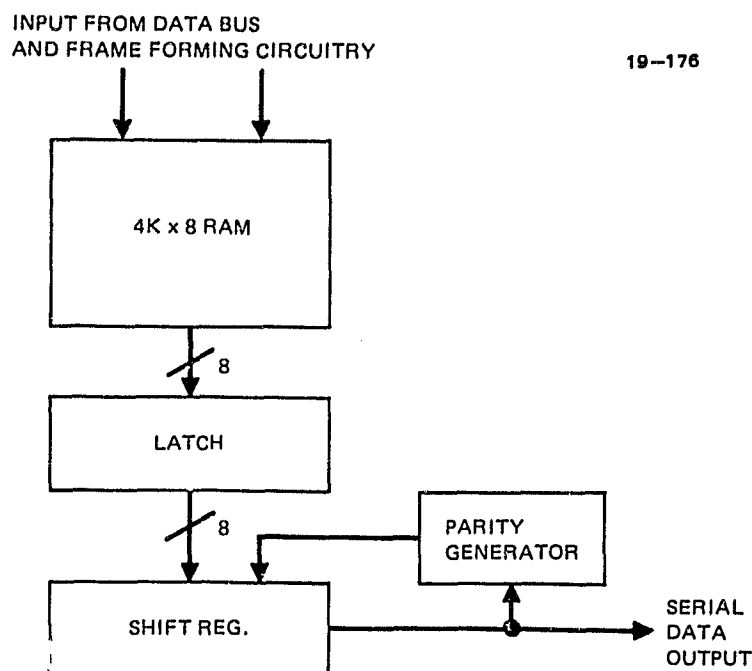 INPUT FROM DATA BUS
AND FRAME FORMING CIRCUITRY
19-176
4K x 8 RAM
8
LATCH
8
PARITY
GENERATOR
SHIFT REG.
SERIAL
DATA
OUTPUT